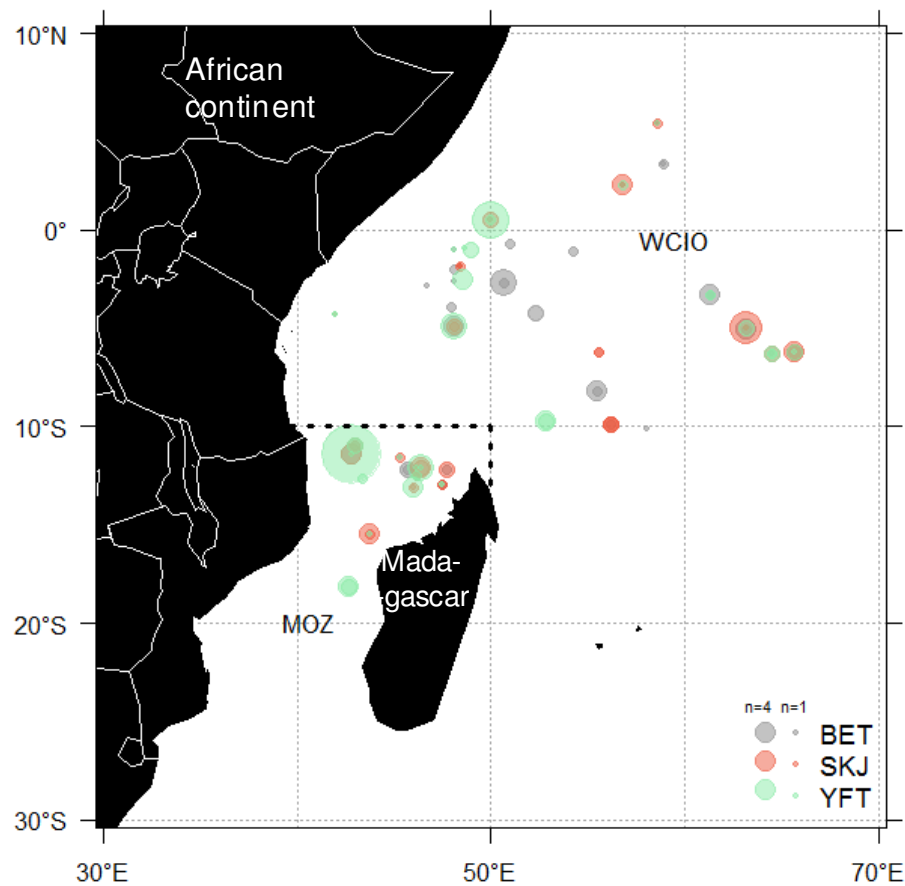 10°N
African
continent
0°
WCIO
10°S
Mada-
-gascar
MOZ
20°S
n=4 n=1
BET
SKJ
YFT
30°S
30°E 50°E 70°E